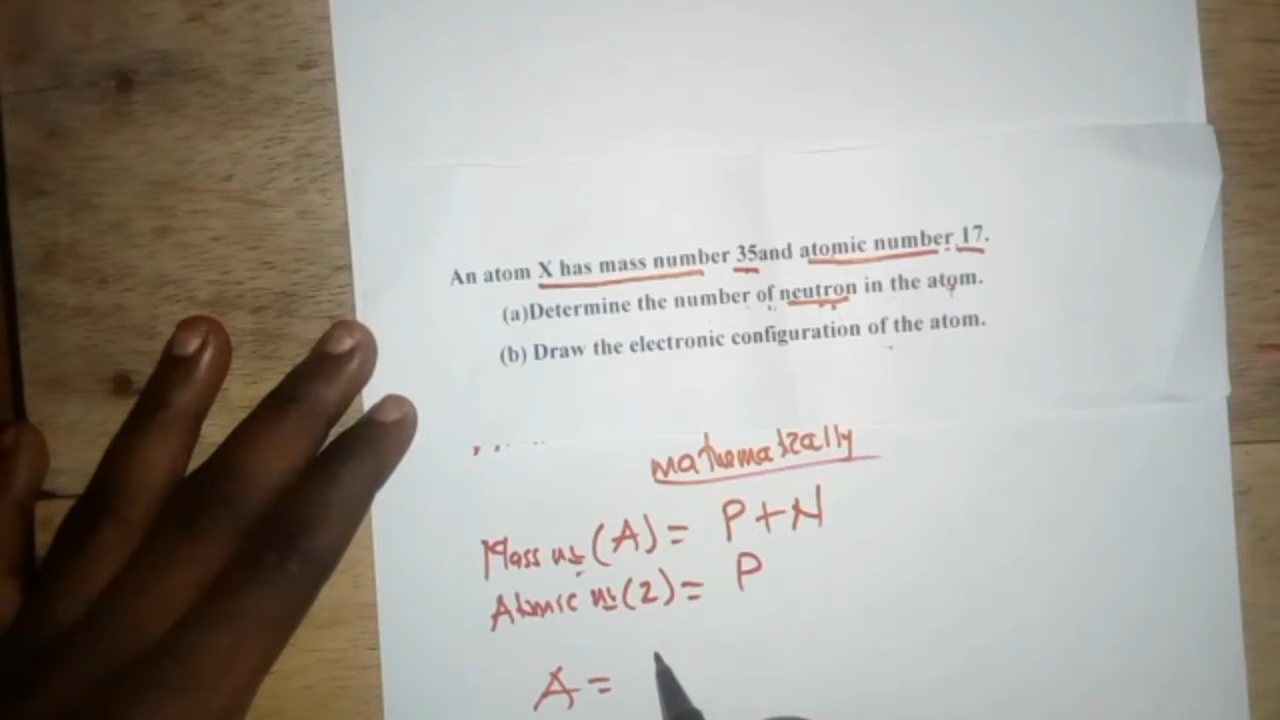 An atom X has mass number 35and atomic number 17.
(a)Determine the number of neutron in the atom.
(b) Draw the electronic configuration of the atom.
mathematically
Mass no (A) = P+N
Atomic no (Z) = P
A =